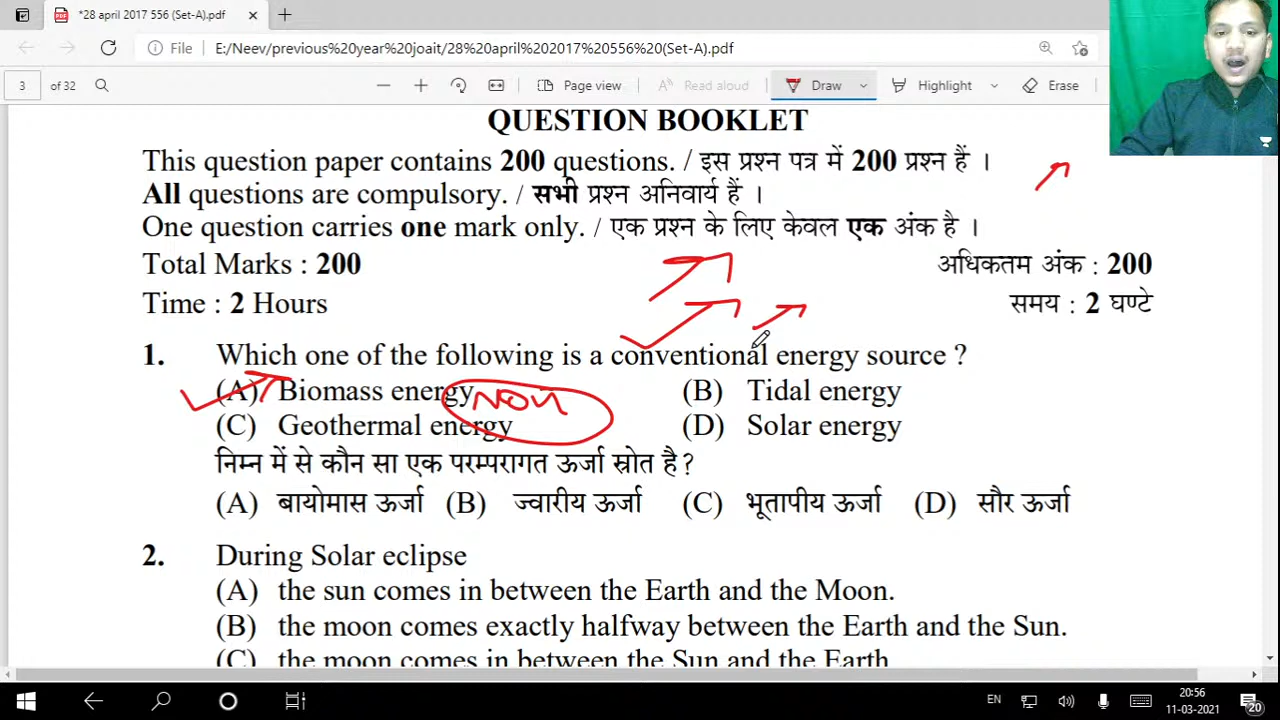 *28 april 2017 556 (Set-A).pdf
File E:/Neev/previous%20year%20joait/28%20april%202017%20556%20(Set-A).pdf
3 of 32 Page view Read aloud Draw Highlight Erase
QUESTION BOOKLET
This question paper contains 200 questions. / इस प्रश्न पत्र में 200 प्रश्न हैं ।
All questions are compulsory. / सभी प्रश्न अनिवार्य हैं ।
One question carries one mark only. / एक प्रश्न के लिए केवल एक अंक है ।
Total Marks : 200 अधिकतम अंक : 200
Time : 2 Hours समय : 2 घण्टे
1. Which one of the following is a conventional energy source ?
(A) Biomass energy (B) Tidal energy
(C) Geothermal energy (D) Solar energy
निम्न में से कौन सा एक परम्परागत ऊर्जा स्रोत है ?
(A) बायोमास ऊर्जा (B) ज्वारीय ऊर्जा (C) भूतापीय ऊर्जा (D) सौर ऊर्जा
2. During Solar eclipse
(A) the sun comes in between the Earth and the Moon.
(B) the moon comes exactly halfway between the Earth and the Sun.
(C) the moon comes in between the Sun and the Earth
EN 20:56
11-03-2021 20